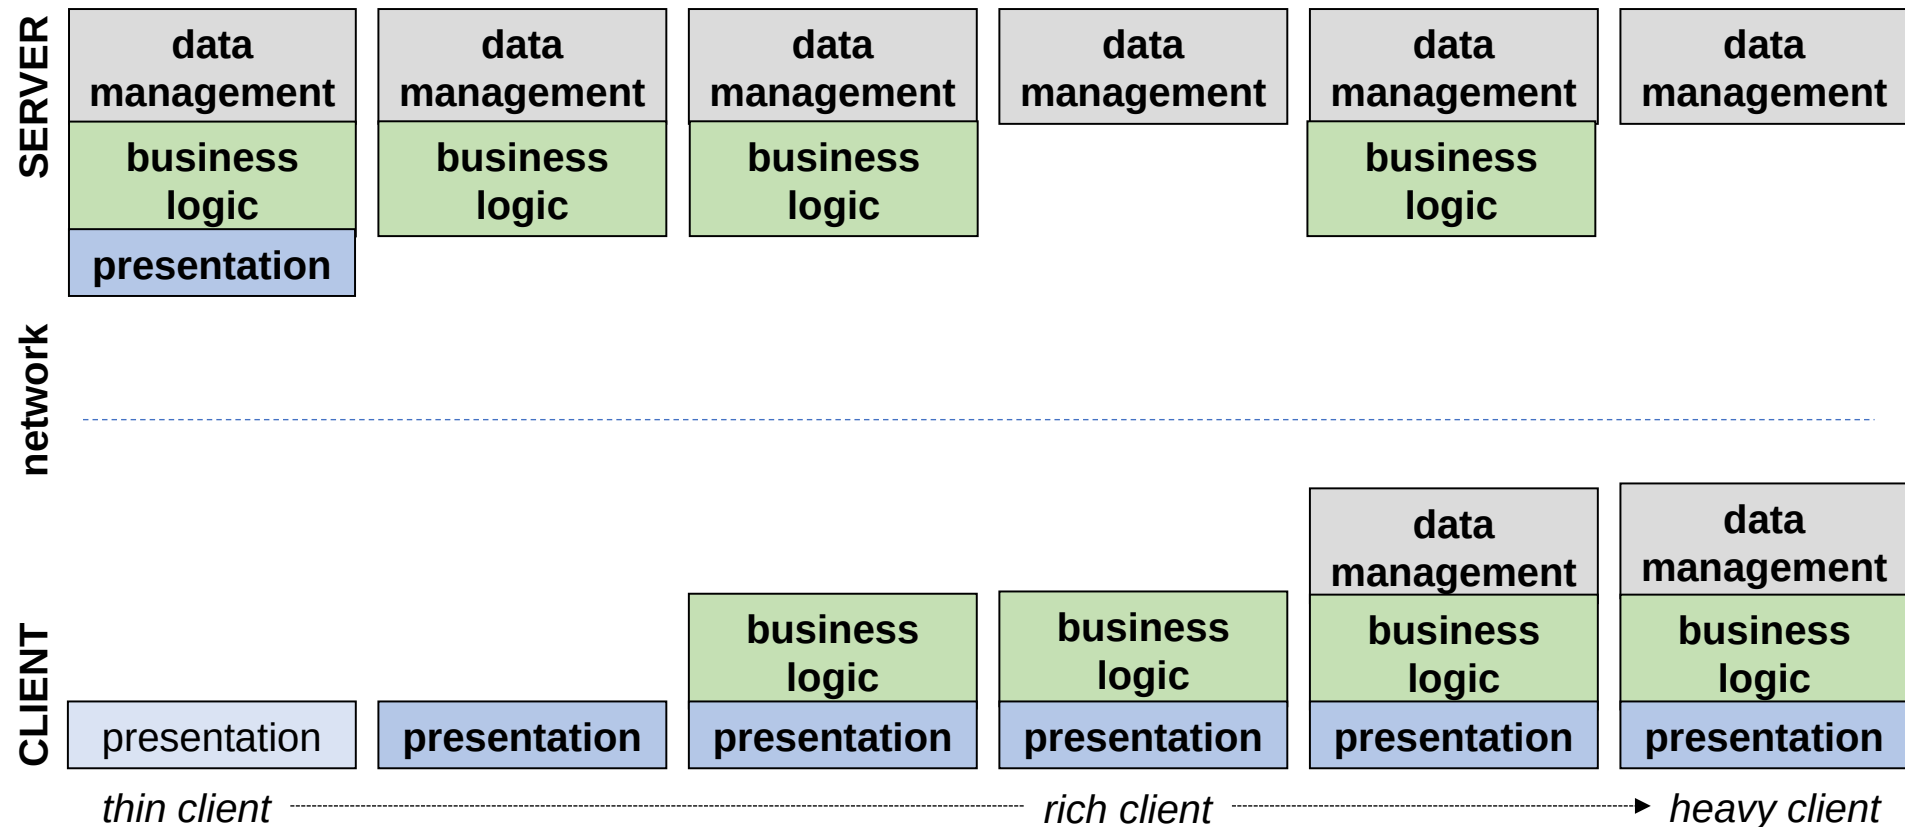 SERVER
data
management
business
logic
presentation
data
management
business
logic
data
management
business
logic
data
management
data
management
business
logic
data
management
network
CLIENT
presentation
presentation
business
logic
presentation
business
logic
presentation
data
management
business
logic
presentation
data
management
business
logic
presentation
thin client
rich client
heavy client